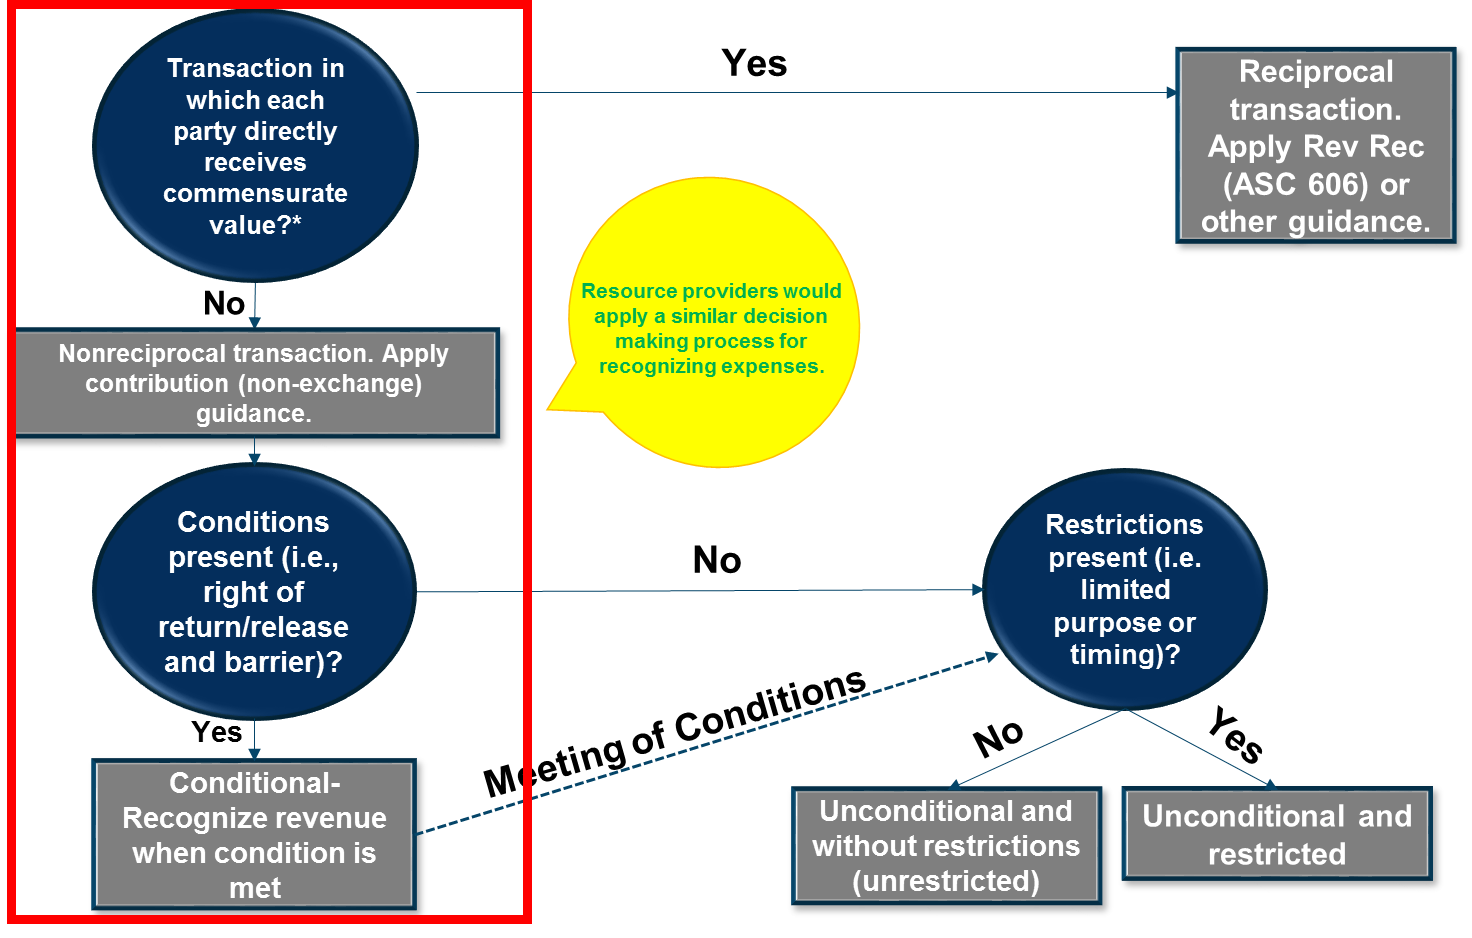 Transaction in
which each
party directly
receives
commensurate
value?*
Yes
Reciprocal
transaction.
Apply Rev Rec
(ASC 606) or
other guidance.
No
Nonreciprocal transaction. Apply
contribution (non-exchange)
guidance.
Resource providers would
apply a similar decision
making process for
recognizing expenses.
Conditions
present (i.e.,
right of
return/release
and barrier)?
No
Restrictions
present (i.e.
limited
purpose or
timing)?
Yes
Conditional-
Recognize revenue
when condition is
met
Meeting of Conditions
No
Yes
Unconditional and
without restrictions
(unrestricted)
Unconditional and
restricted